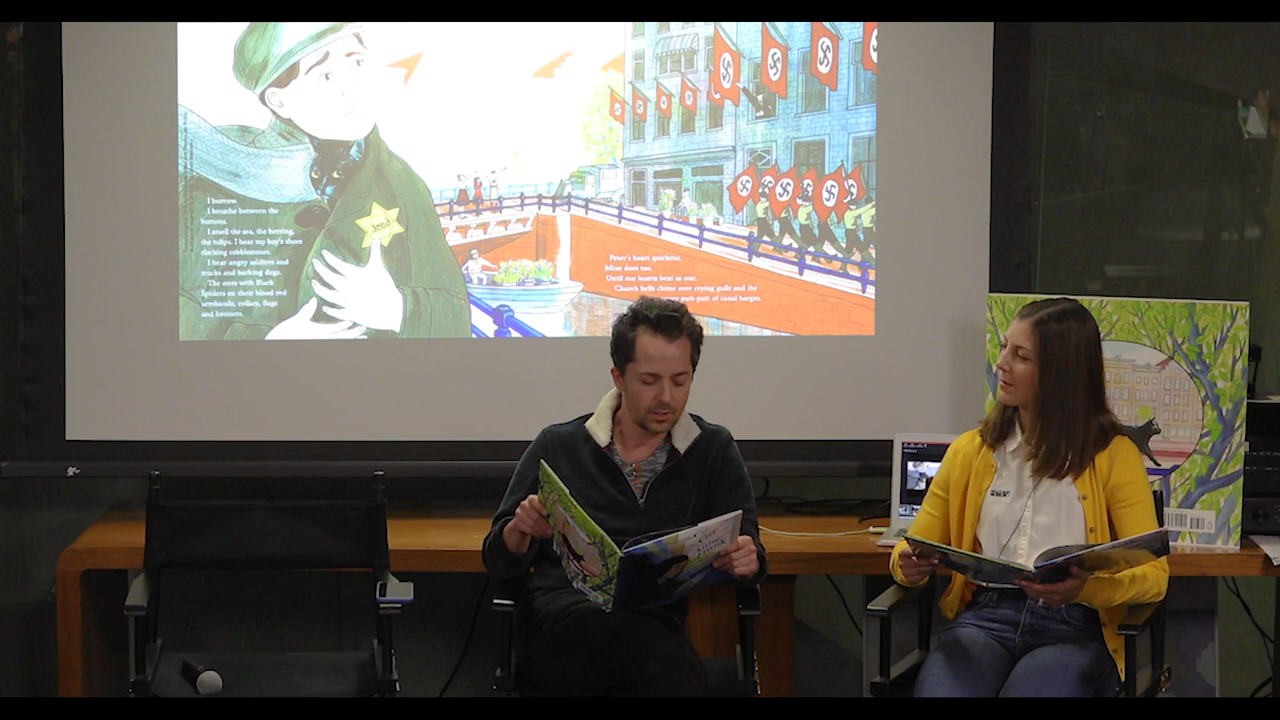 I burrow.
I breathe between the
buttons.
I smell the sea, the herring,
the tulips. I hear my boy's shoes
clacking cobblestones.
I hear angry soldiers and
trucks and barking dogs.
The ones with Black
Spiders on their blood red
armbands, collars, flags
and banners.
Jood
Peter's heart quickens.
Mine does too.
Until our hearts beat as one.
Church bells chime over crying gulls and the
putt-putt of canal barges.